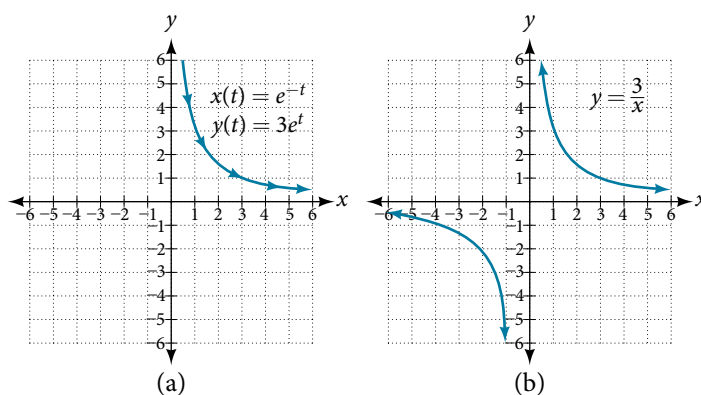 y
6
5
4
3
2
1
x(t) = e^{−t}
y(t) = 3e^{t}
−6 −5 −4 −3 −2 −1 1 2 3 4 5 6 x
−1
−2
−3
−4
−5
−6
(a)
y
6
5
4
3
2
1
y = 3/x
−6 −5 −4 −3 −2 −1 1 2 3 4 5 6
−1
−2
−3
−4
−5
−6
(b)